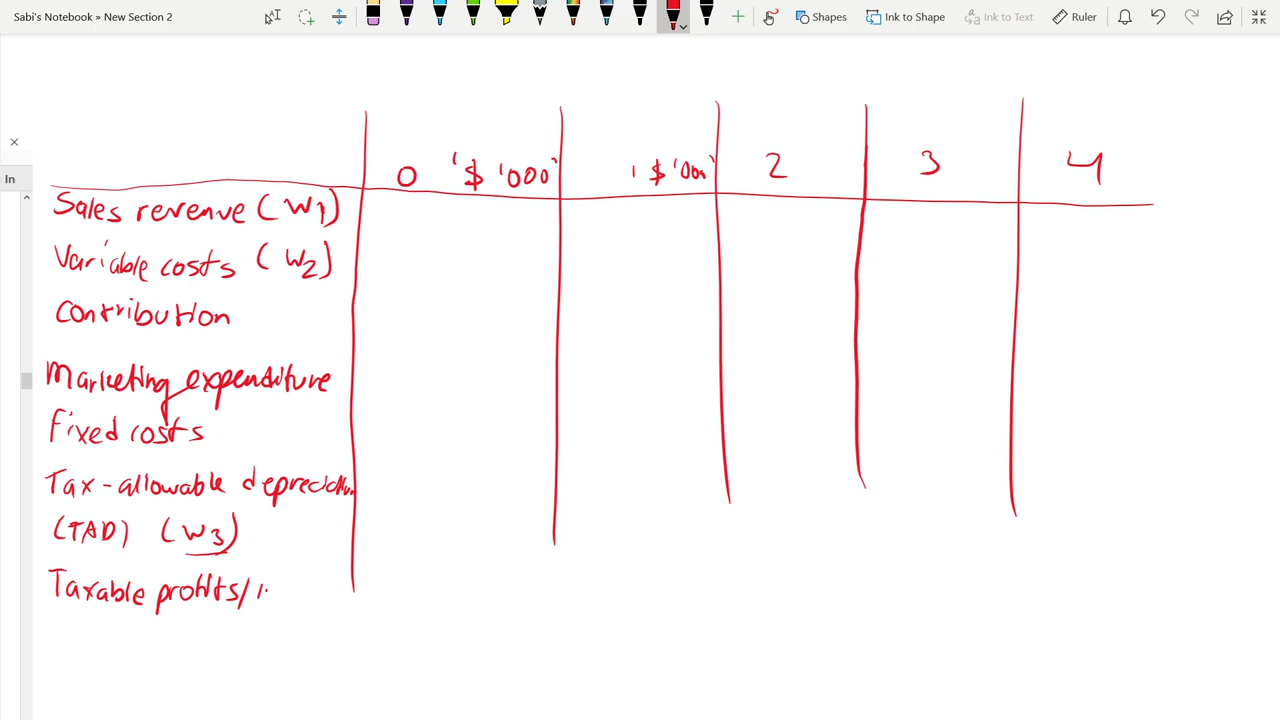 Sabi's Notebook » New Section 2
Shapes
Ink to Shape
Ink to Text
Ruler
In
0 '$ '000' 1 $ '000' 2 3 4
Sales revenue (W1)
Variable costs (W2)
Contribution
Marketing expenditure
Fixed costs
Tax-allowable depreciation
(TAD) (W3)
Taxable profits/